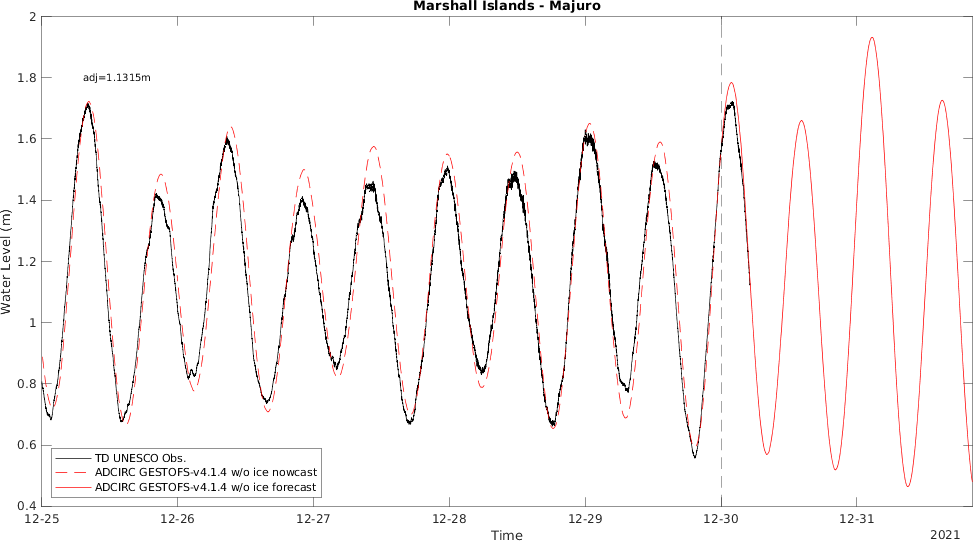 Marshall Islands - Majuro
adj=1.1315m
Water Level (m)
2
1.8
1.6
1.4
1.2
1
0.8
0.6
0.4
TD UNESCO Obs.
ADCIRC GESTOFS-v4.1.4 w/o ice nowcast
ADCIRC GESTOFS-v4.1.4 w/o ice forecast
12-25 12-26 12-27 12-28 12-29 12-30 12-31
Time
2021